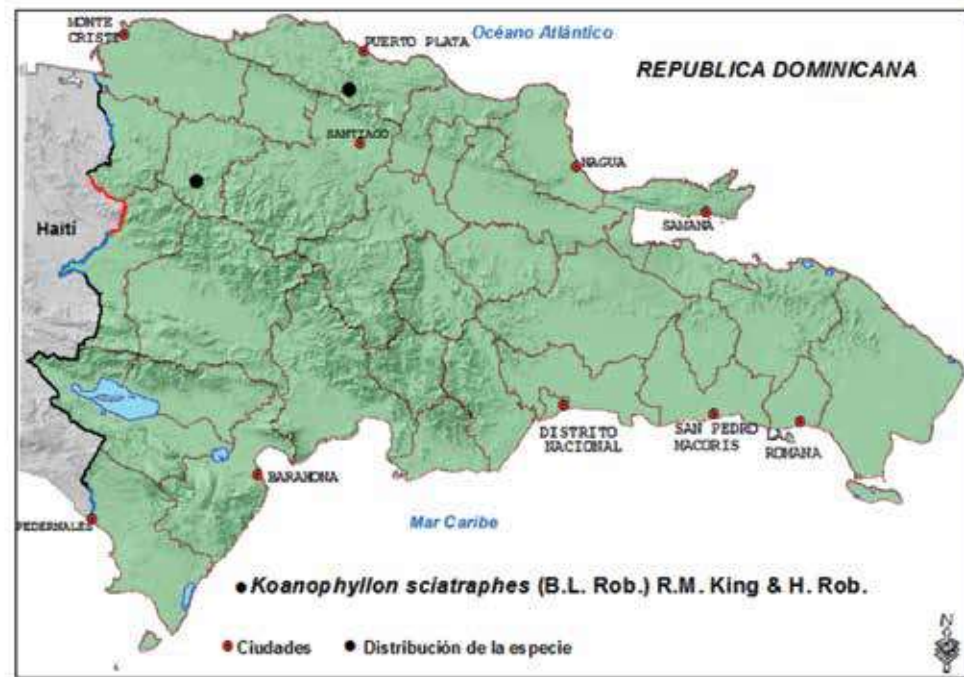 MONTE
CRISTI
PUERTO PLATA
Océano Atlántico
REPUBLICA DOMINICANA
SANTIAGO
NAGUA
SAMANA
Haití
DISTRITO
NACIONAL
SAN PEDRO
MACORIS
LA
ROMANA
BARAHONA
PEDERNALES
Mar Caribe
Koanophyllon sciatraphes (B.L. Rob.) R.M. King & H. Rob.
Ciudades
Distribución de la especie
N